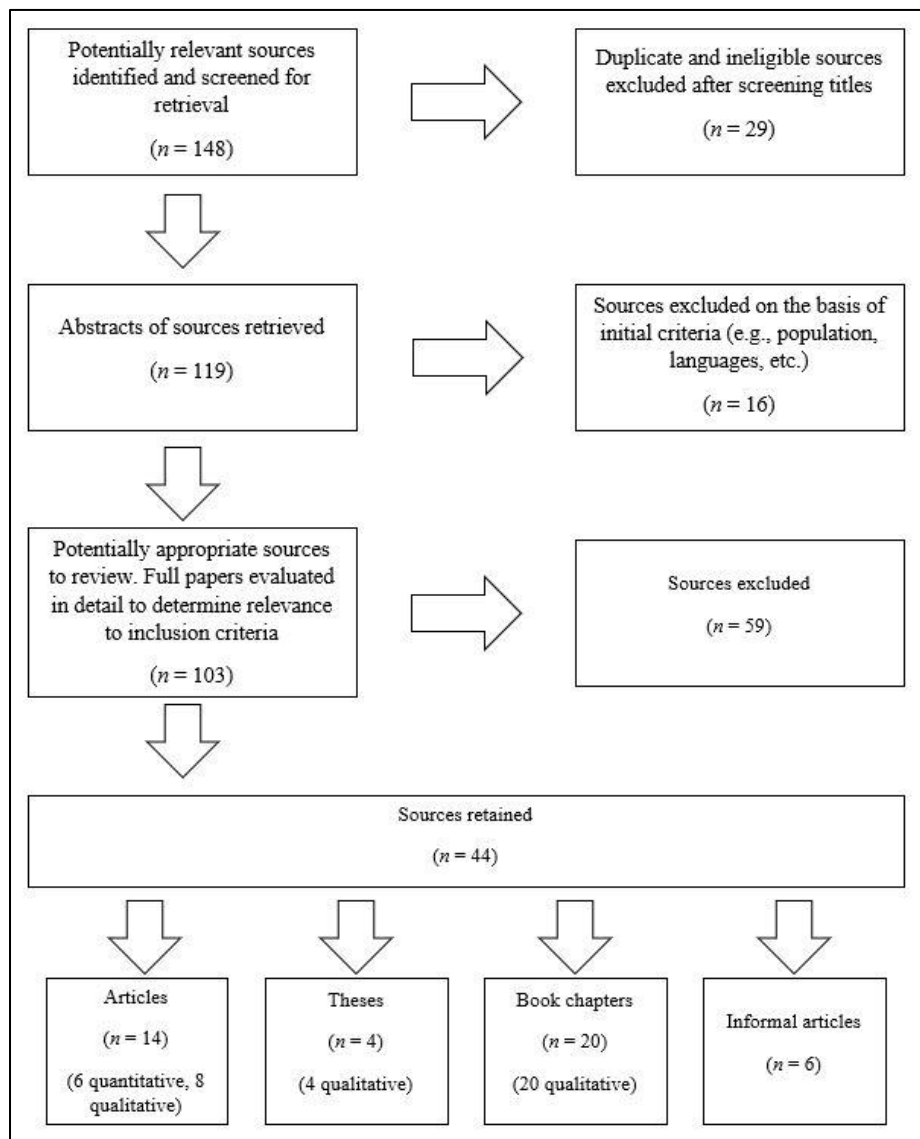 Potentially relevant sources
identified and screened for
retrieval
(n = 148)
Duplicate and ineligible sources
excluded after screening titles
(n = 29)
Abstracts of sources retrieved
(n = 119)
Sources excluded on the basis of
initial criteria (e.g., population,
languages, etc.)
(n = 16)
Potentially appropriate sources
to review. Full papers evaluated
in detail to determine relevance
to inclusion criteria
(n = 103)
Sources excluded
(n = 59)
Sources retained
(n = 44)
Articles
(n = 14)
(6 quantitative, 8
qualitative)
Theses
(n = 4)
(4 qualitative)
Book chapters
(n = 20)
(20 qualitative)
Informal articles
(n = 6)